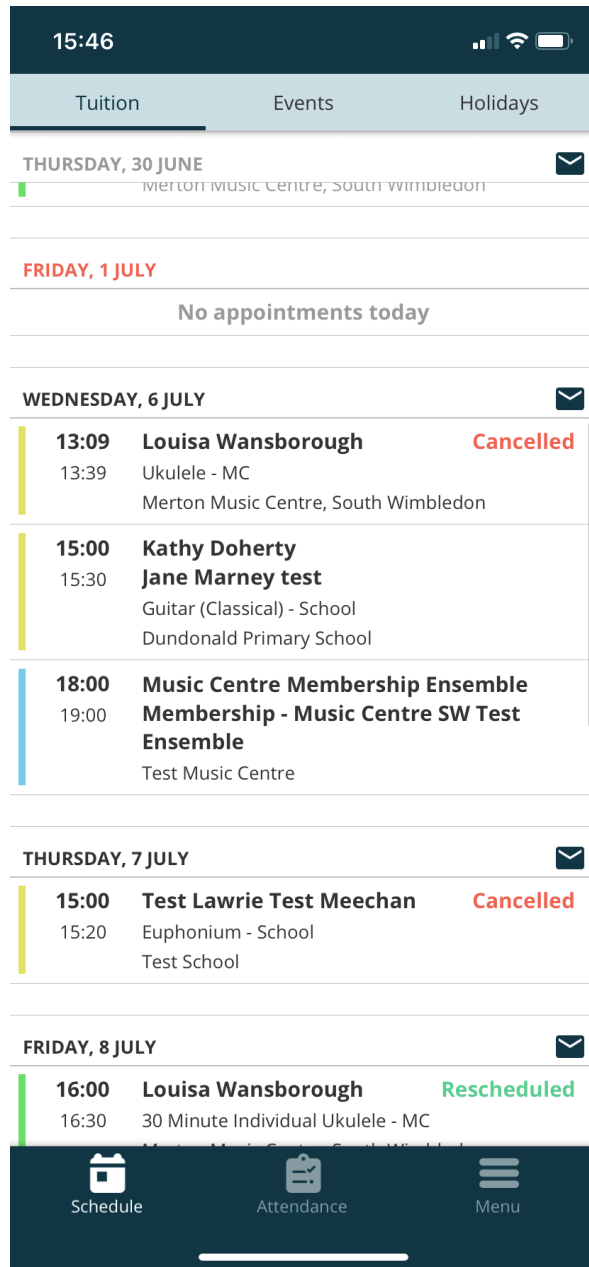 15:46
Tuition Events Holidays
THURSDAY, 30 JUNE
Merton Music Centre, South Wimbledon
FRIDAY, 1 JULY
No appointments today
WEDNESDAY, 6 JULY
13:09 Louisa Wansborough Cancelled
13:39 Ukulele - MC
Merton Music Centre, South Wimbledon
15:00 Kathy Doherty
Jane Marney test
15:30
Guitar (Classical) - School
Dundonald Primary School
18:00 Music Centre Membership Ensemble
19:00 Membership - Music Centre SW Test
Ensemble
Test Music Centre
THURSDAY, 7 JULY
15:00 Test Lawrie Test Meechan Cancelled
15:20 Euphonium - School
Test School
FRIDAY, 8 JULY
16:00 Louisa Wansborough Rescheduled
16:30 30 Minute Individual Ukulele - MC
Schedule Attendance Menu